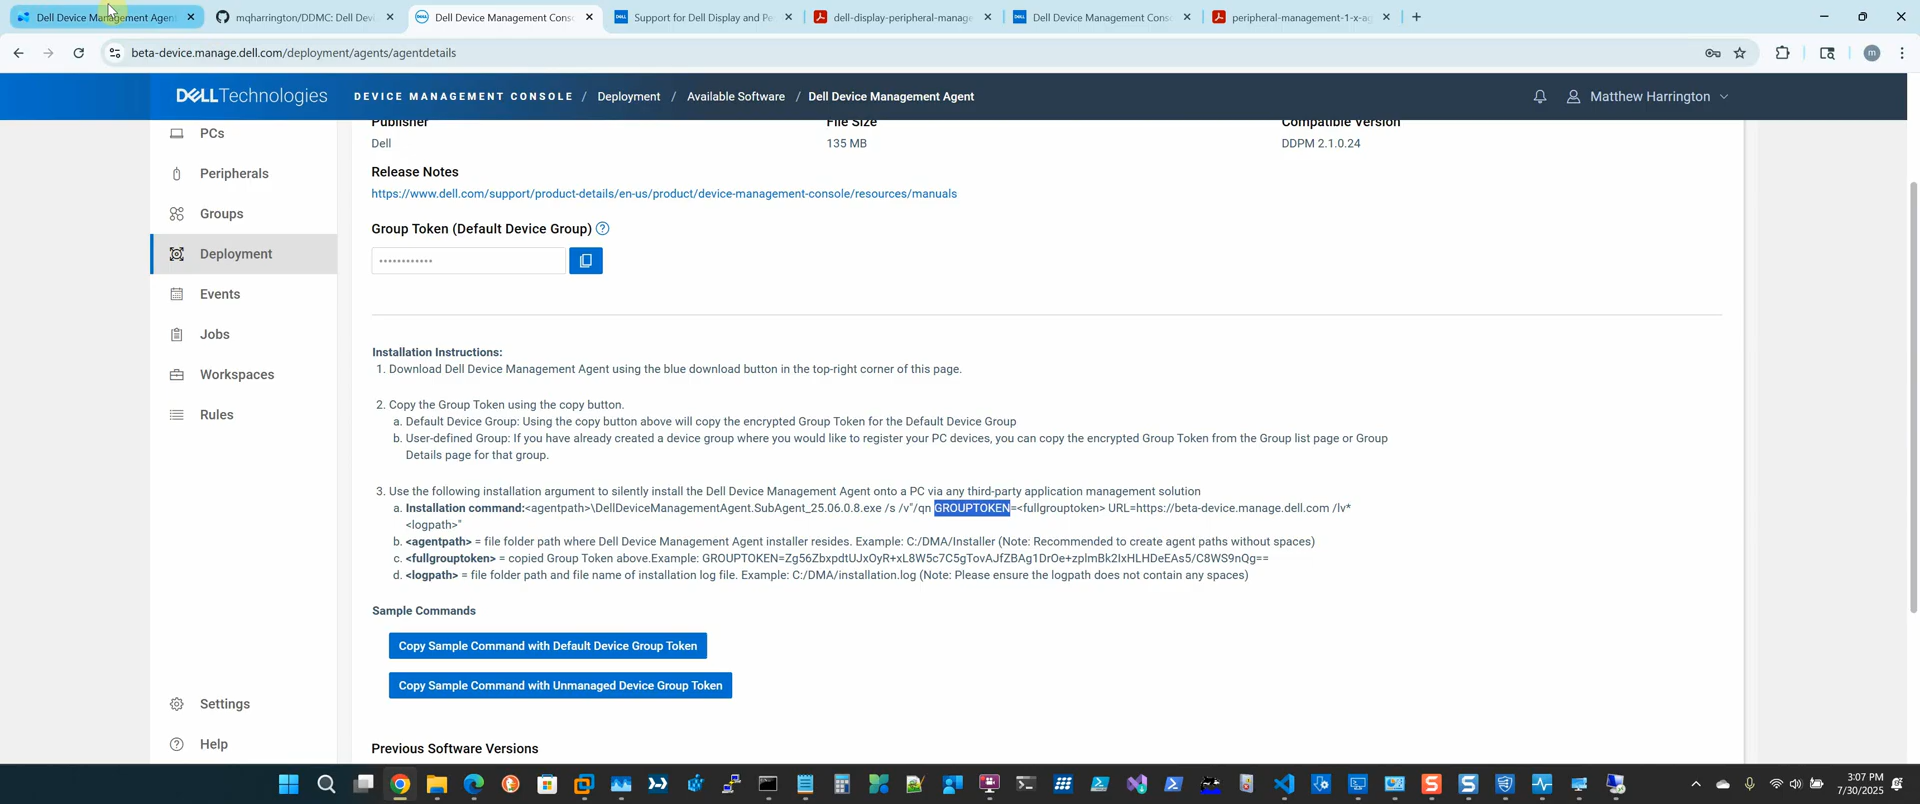 Dell Device Management Agen
mqharrington/DDMC: Dell Devi
Dell Device Management Cons
Support for Dell Display and Pe
dell-display-peripheral-manage
Dell Device Management Cons
peripheral-management-1-x-ag
beta-device.manage.dell.com/deployment/agents/agentdetails
m
DELLTechnologies
DEVICE MANAGEMENT CONSOLE / Deployment / Available Software / Dell Device Management Agent
Matthew Harrington
PCs
Peripherals
Groups
Deployment
Events
Jobs
Workspaces
Rules
Settings
Help
Publisher
File Size
Compatible Version
Dell
135 MB
DDPM 2.1.0.24
Release Notes
https://www.dell.com/support/product-details/en-us/product/device-management-console/resources/manuals
Group Token (Default Device Group)
Installation Instructions:
1. Download Dell Device Management Agent using the blue download button in the top-right corner of this page.
2. Copy the Group Token using the copy button.
a. Default Device Group: Using the copy button above will copy the encrypted Group Token for the Default Device Group
b. User-defined Group: If you have already created a device group where you would like to register your PC devices, you can copy the encrypted Group Token from the Group list page or Group
Details page for that group.
3. Use the following installation argument to silently install the Dell Device Management Agent onto a PC via any third-party application management solution
a. Installation command:<agentpath>\DellDeviceManagementAgent.SubAgent_25.06.0.8.exe /s /v"/qn GROUPTOKEN=<fullgrouptoken> URL=https://beta-device.manage.dell.com /lv*
<logpath>"
b. <agentpath> = file folder path where Dell Device Management Agent installer resides. Example: C:/DMA/Installer (Note: Recommended to create agent paths without spaces)
c. <fullgrouptoken> = copied Group Token above.Example: GROUPTOKEN=Zg56ZbxpdtUJxOyR+xL8W5c7C5gTovAJfZBAg1DrOe+zplmBk2IxHLHDeEAs5/C8WS9nQg==
d. <logpath> = file folder path and file name of installation log file. Example: C:/DMA/installation.log (Note: Please ensure the logpath does not contain any spaces)
Sample Commands
Copy Sample Command with Default Device Group Token
Copy Sample Command with Unmanaged Device Group Token
Previous Software Versions
3:07 PM
7/30/2025